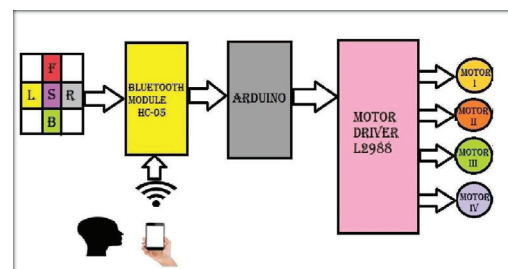 F
L S R
B
BLUETOOTH
MODULE
HC-05
ARDUINO
MOTOR
DRIVER
L2988
MOTOR
I
MOTOR
II
MOTOR
III
MOTOR
IV